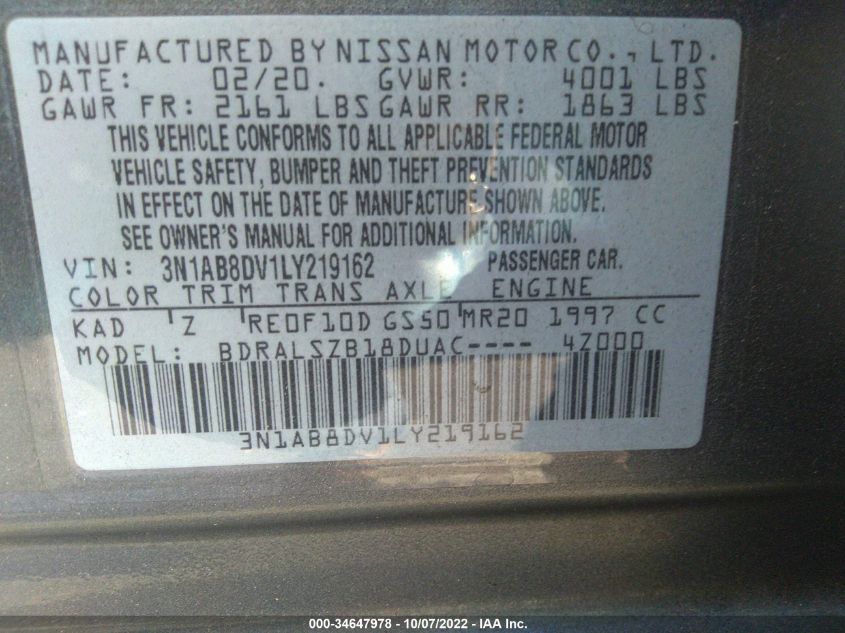 MANUFACTURED BY NISSAN MOTOR CO., LTD.
DATE: 02/20. GVWR: 4001 LBS
GAWR FR: 2161 LBS GAWR RR: 1863 LBS
THIS VEHICLE CONFORMS TO ALL APPLICABLE FEDERAL MOTOR
VEHICLE SAFETY, BUMPER AND THEFT PREVENTION STANDARDS
IN EFFECT ON THE DATE OF MANUFACTURE SHOWN ABOVE.
SEE OWNER'S MANUAL FOR ADDITIONAL INFORMATION.
VIN: 3N1AB8DV1LY219162 PASSENGER CAR.
COLOR TRIM TRANS AXLE ENGINE
KAD Z RE0F10D GS50 MR20 1997 CC
MODEL: BDRALSZB18DUAC---- 4Z000
3N1AB8DV1LY219162
000-34647978 - 10/07/2022 - IAA Inc.